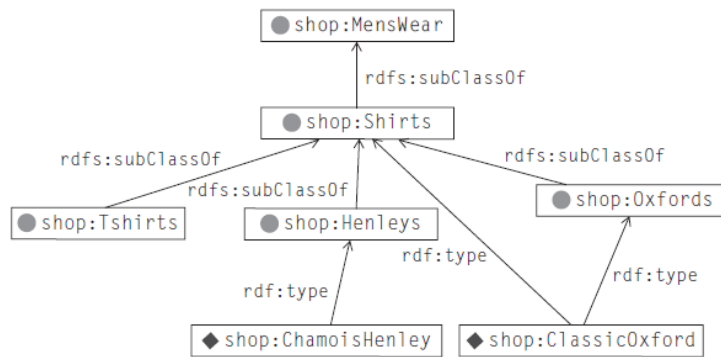 shop:MensWear
rdfs:subClassOf
shop:Shirts
rdfs:subClassOf
rdfs:subClassOf
rdfs:subClassOf
shop:Tshirts
shop:Henleys
shop:Oxfords
rdf:type
rdf:type
rdf:type
shop:ChamoisHenley
shop:ClassicOxford